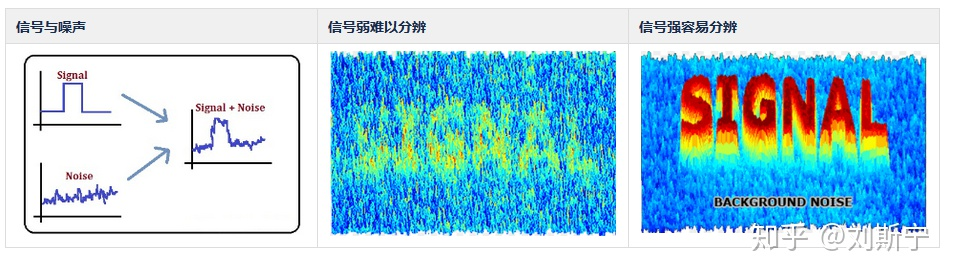 信号与噪声
信号弱难以分辨
信号强容易分辨
Signal
Signal + Noise
Noise
SIGNAL
SIGNAL
BACKGROUND NOISE
知乎 @刘斯宁